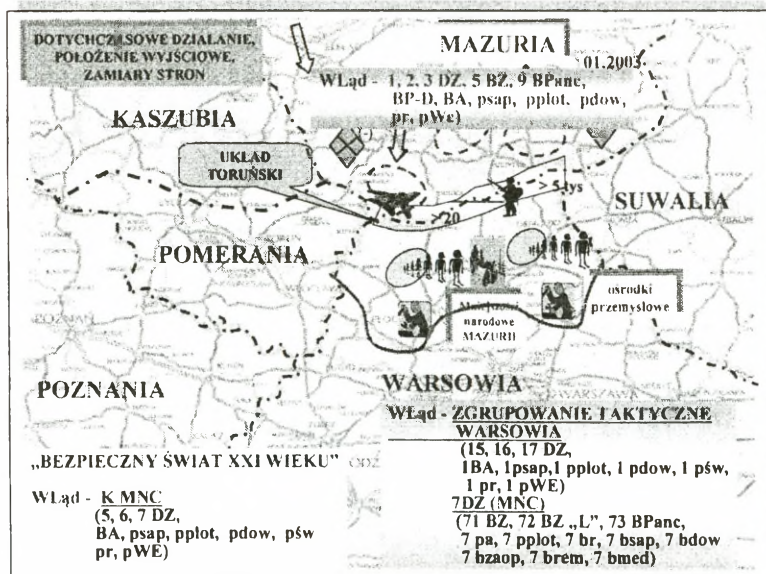 DOTYCHCZASOWE DZIAŁANIE,
POŁOŻENIE WYJŚCIOWE,
ZAMIARY STRON
MAZURIA
01.2003
WLąd - 1, 2, 3 DZ, 5 BZ, 9 BPanc,
BP-D, BA, psap, pplot, pdow,
pr, pWe)
KASZUBIA
(-)
UKŁAD
TORUŃSKI
> 5 tys
>20
SUWALIA
POMERANIA
ośrodki
przemysłowe
Mniejszości
narodowe
MAZURII
POZNANIA
WARSOWIA
WLąd - ZGRUPOWANIE TAKTYCZNE
WARSOWIA
(15, 16, 17 DZ,
1BA, 1psap,1 pplot, 1 pdow, 1 pśw,
1 pr, 1 pWE)
7DZ (MNC)
(71 BZ, 72 BZ „L”, 73 BPanc,
7 pa, 7 pplot, 7 br, 7 bsap, 7 bdow
7 bzaop, 7 brem, 7 bmed)
„BEZPIECZNY ŚWIAT XXI WIEKU”
WLąd - K MNC
(5, 6, 7 DZ,
BA, psap, pplot, pdow, pśw
pr, pWE)